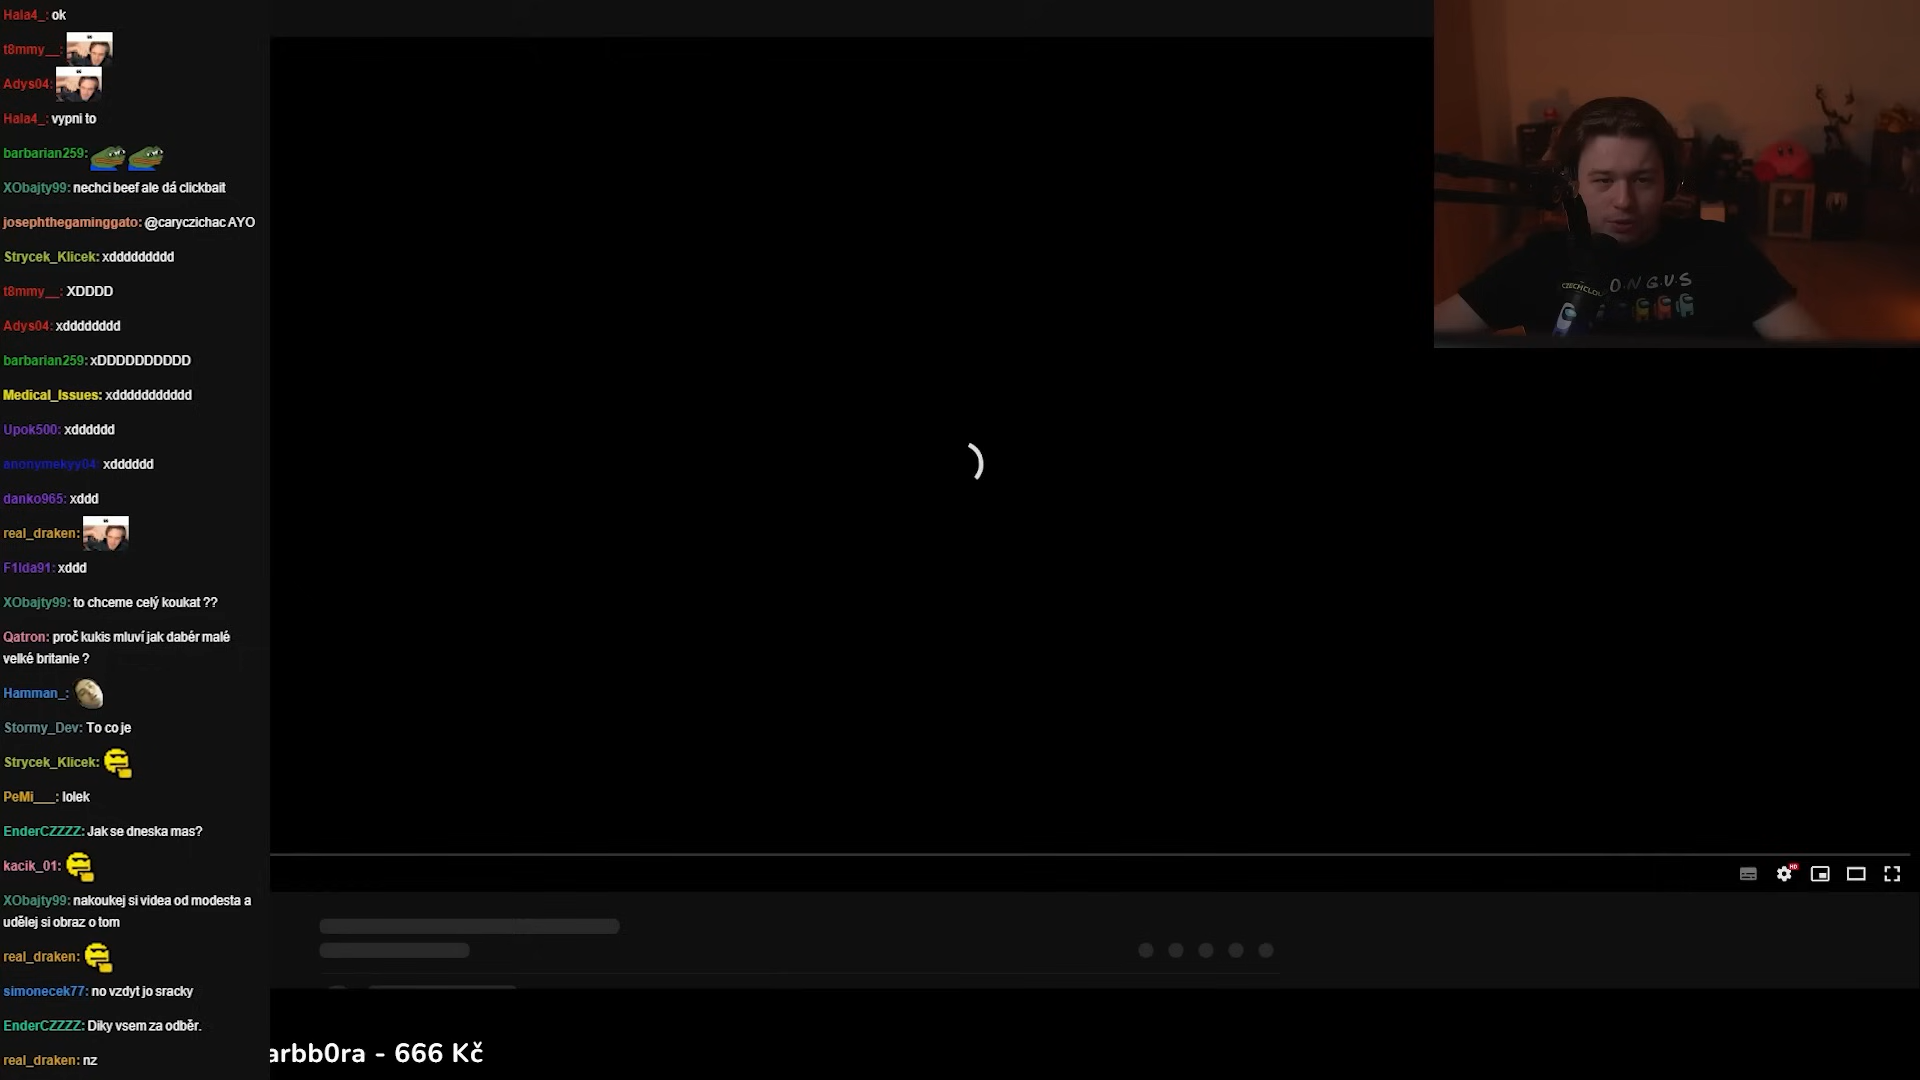 Hala4_: ok
t8mmy__:
Adys04:
Hala4_: vypni to
barbarian259:
XObajty99: nechci beef ale dá clickbait
josephthegaminggato: @caryczichac AYO
Strycek_Klicek: xddddddddd
t8mmy__: XDDDD
Adys04: xdddddddd
barbarian259: xDDDDDDDDDD
Medical_Issues: xddddddddddd
Upok500: xdddddd
anonymekyy04: xdddddd
danko965: xddd
real_draken:
F1lda91: xddd
XObajty99: to chceme celý koukat ??
Qatron: proč kukis mluví jak dabér malé
velké britanie ?
Hamman_:
Stormy_Dev: To co je
Strycek_Klicek:
PeMi___: lolek
EnderCZZZZ: Jak se dneska mas?
kacik_01:
XObajty99: nakoukej si videa od modesta a
udělej si obraz o tom
real_draken:
simonecek77: no vzdyt jo sracky
EnderCZZZZ: Diky vsem za odběr.
real_draken: nz
CZECHCLOUD
O.N G.U.S
HD
arbb0ra - 666 Kč